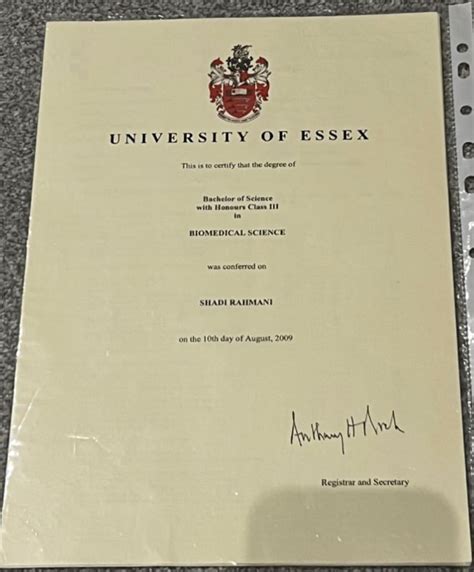 UNIVERSITY OF ESSEX
This is to certify that the degree of
Bachelor of Science
with Honours Class III
in
BIOMEDICAL SCIENCE
was conferred on
SHADI RAHMANI
on the 10th day of August, 2009
Anthony H
Registrar and Secretary